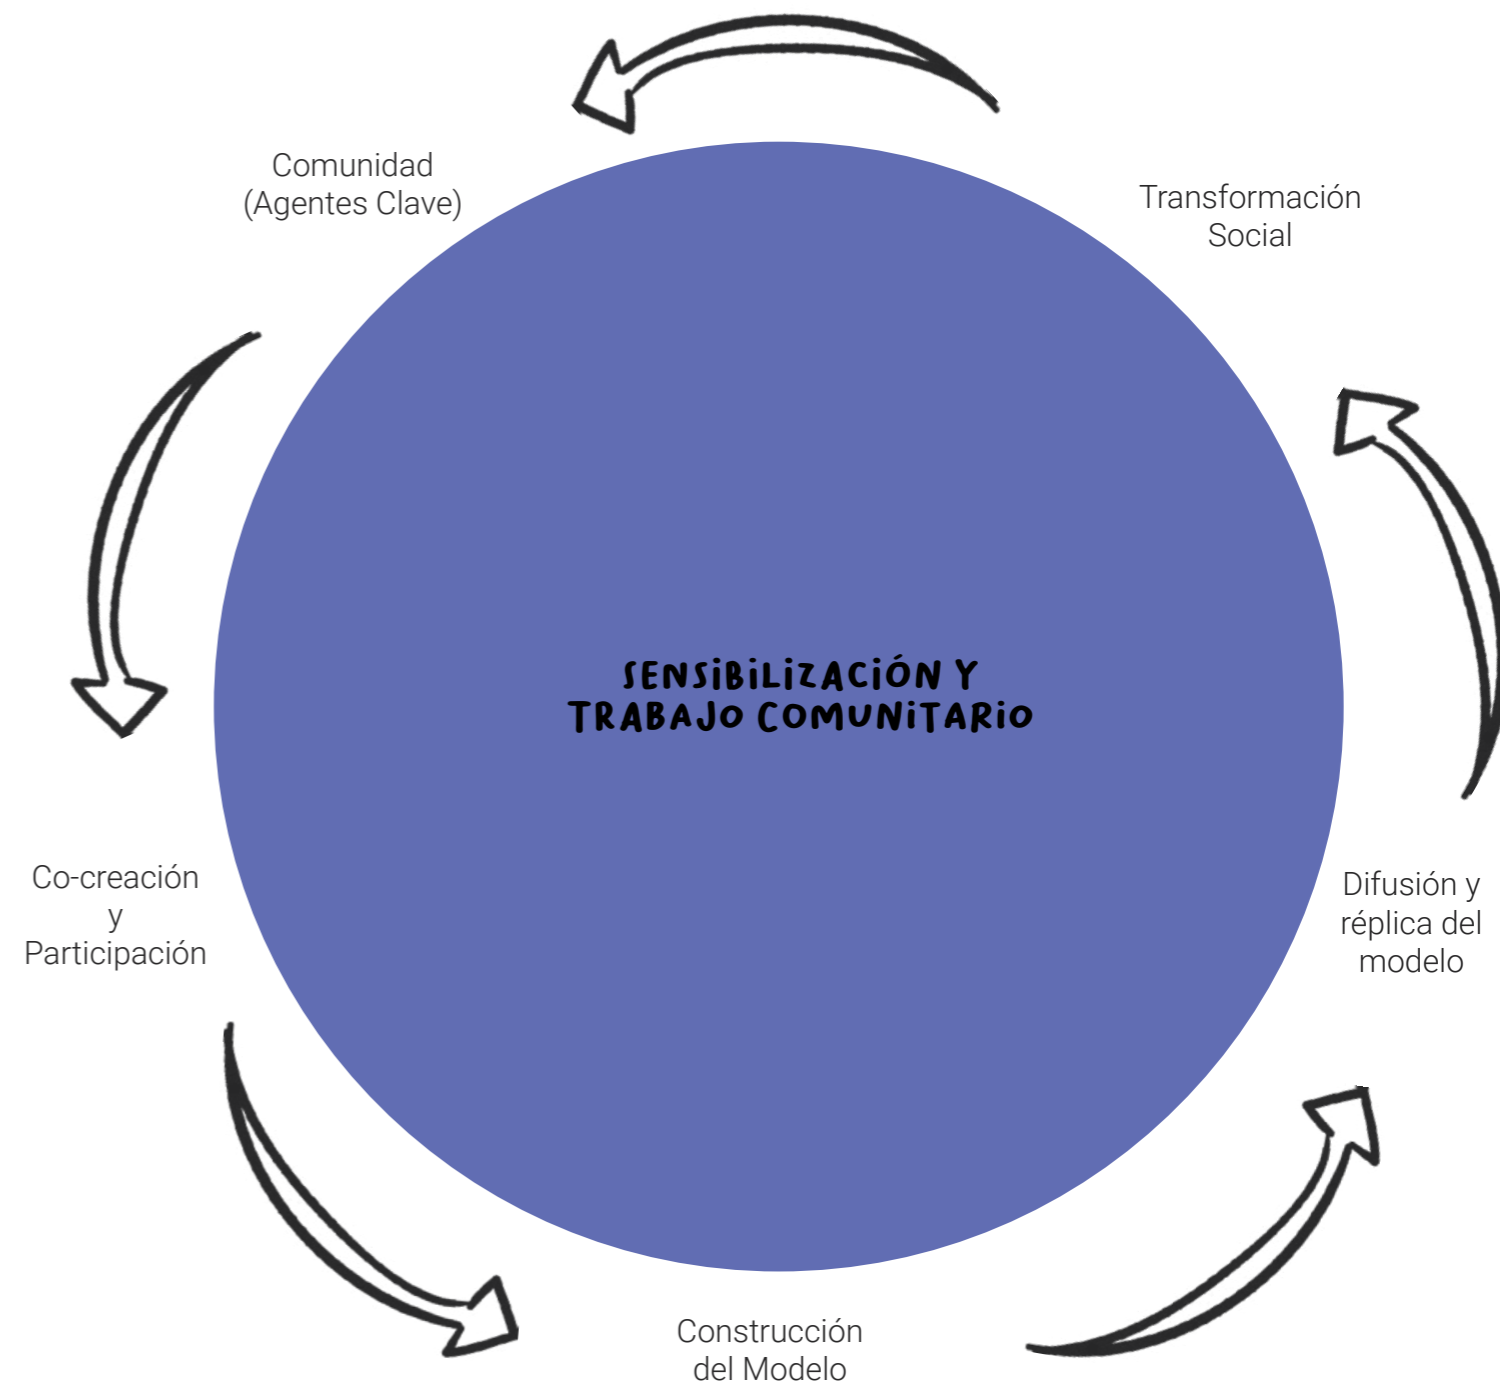 Comunidad
(Agentes Clave)
Transformación
Social
SENSiBiLiZACiÓN Y
TRABAJO COMUNiTARiO
Co-creación
y
Participación
Difusión y
réplica del
modelo
Construcción
del Modelo